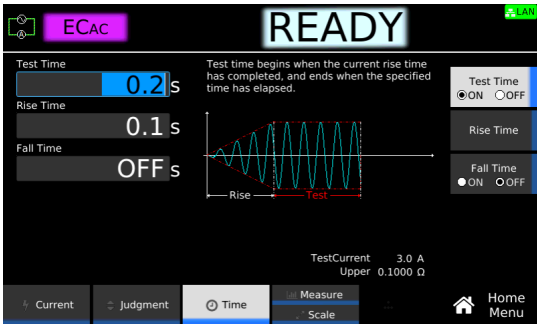 LAN
ECAC
READY
Test Time
0.2 s
Rise Time
0.1 s
Fall Time
OFF s
Test time begins when the current rise time
has completed, and ends when the specified
time has elapsed.
Rise
Test
TestCurrent 3.0 A
Upper 0.1000 Ω
Test Time
ON OFF
Rise Time
Fall Time
ON OFF
Current
Judgment
Time
Measure
Scale
Home
Menu